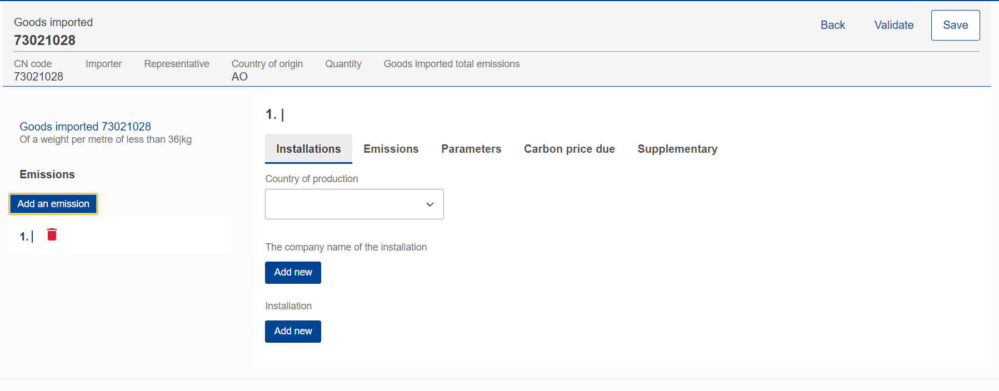 Goods imported
73021028
Back Validate Save
CN code Importer Representative Country of origin Quantity Goods imported total emissions
73021028 AO
Goods imported 73021028
Of a weight per metre of less than 36|kg
Emissions
Add an emission
1. |
1. |
Installations Emissions Parameters Carbon price due Supplementary
Country of production
The company name of the installation
Add new
Installation
Add new